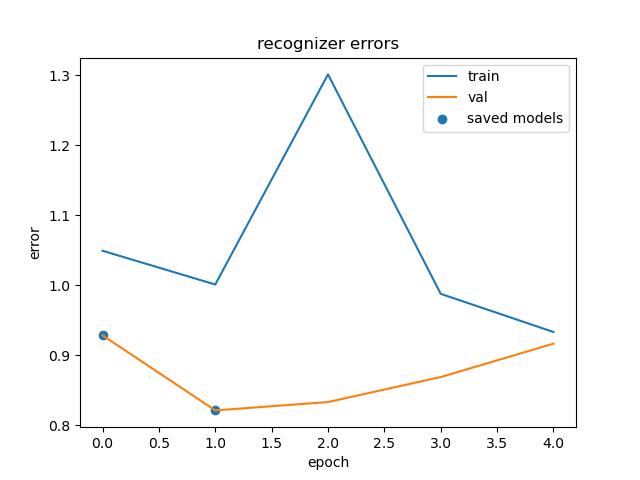 recognizer errors
1.3
1.2
1.1
1.0
0.9
0.8
error
train
val
saved models
0.0 0.5 1.0 1.5 2.0 2.5 3.0 3.5 4.0
epoch